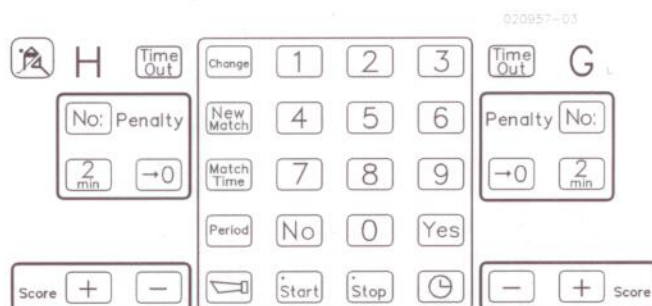 020957-03
H Time Out Change 1 2 3 Time Out G
No: Penalty New Match 4 5 6 Penalty No:
2 min →0 Match Time 7 8 9 →0 2 min
Period No 0 Yes
Score + − Start Stop − + Score